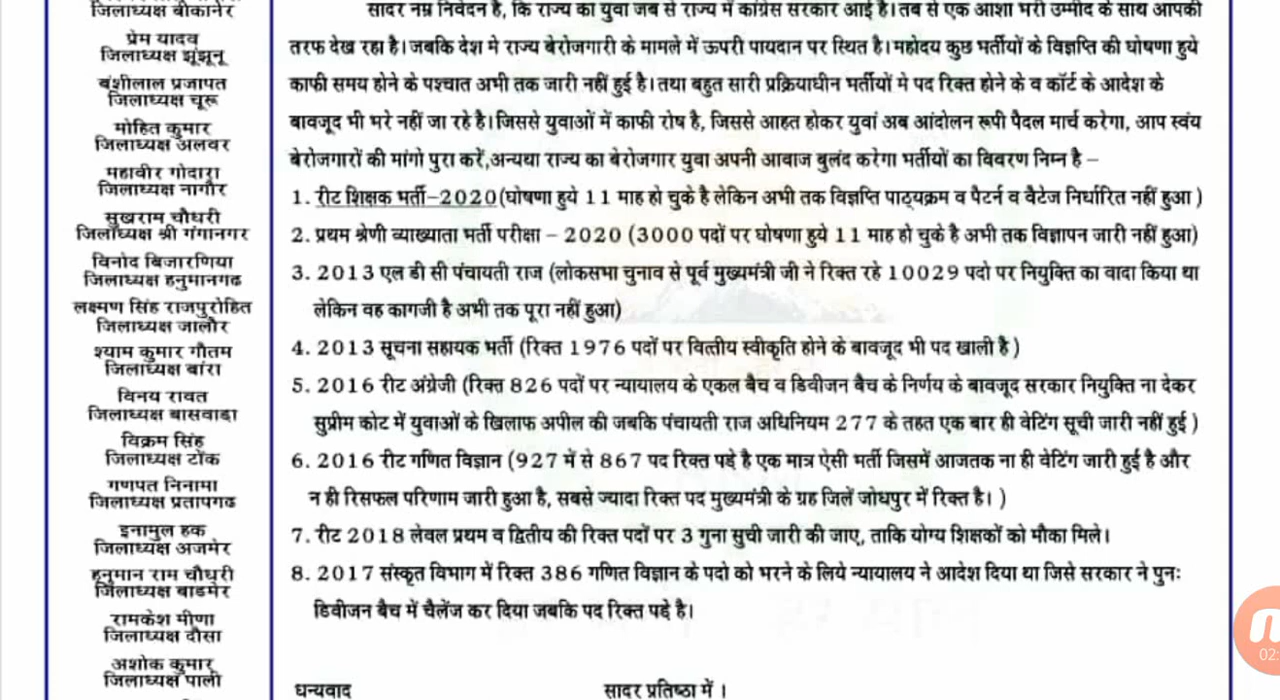 जिलाध्यक्ष बीकानेर
प्रेम यादव
जिलाध्यक्ष झूंझूनू
बंशीलाल प्रजापत
जिलाध्यक्ष चूरू
मोहित कुमार
जिलाध्यक्ष अलवर
महावीर गोदारा
जिलाध्यक्ष नागौर
सुखराम चौधरी
जिलाध्यक्ष श्री गंगानगर
विनोद बिजारणिया
जिलाध्यक्ष हनुमानगढ
लक्ष्मण सिंह राजपुरोहित
जिलाध्यक्ष जालौर
श्याम कुमार गौतम
जिलाध्यक्ष बांरा
विनय रावत
जिलाध्यक्ष बासवाडा
विक्रम सिंह
जिलाध्यक्ष टोंक
गणपत निनामा
जिलाध्यक्ष प्रतापगढ
इनामुल हक
जिलाध्यक्ष अजमेर
हनुमान राम चौधरी
जिलाध्यक्ष बाडमेर
रामकेश मीणा
जिलाध्यक्ष दौसा
अशोक कुमार
जिलाध्यक्ष पाली
सादर नम्र निवेदन है, कि राज्य का युवा जब से राज्य में कांग्रेस सरकार आई है। तब से एक आशा भरी उम्मीद के साथ आपकी
तरफ देख रहा है। जबकि देश मे राज्य बेरोजगारी के मामले में ऊपरी पायदान पर स्थित है। महोदय कुछ भर्तीयों के विज्ञप्ति की घोषणा हुये
काफी समय होने के पश्चात अभी तक जारी नहीं हुई है। तथा बहुत सारी प्रक्रियाधीन भर्तीयों मे पद रिक्त होने के व कॉर्ट के आदेश के
बावजूद भी भरे नहीं जा रहे है। जिससे युवाओं में काफी रोष है, जिससे आहत होकर युवां अब आंदोलन रूपी पैदल मार्च करेगा, आप स्वंय
बेरोजगारों की मांगो पुरा करें,अन्यथा राज्य का बेरोजगार युवा अपनी आवाज बुलंद करेगा भर्तीयों का विवरण निम्न है –
1. रीट शिक्षक भर्ती–2020 (घोषणा हुये 11 माह हो चुके है लेकिन अभी तक विज्ञप्ति पाठ्यक्रम व पैटर्न व वैटेज निर्धारित नहीं हुआ )
2. प्रथम श्रेणी व्याख्याता भर्ती परीक्षा – 2020 (3000 पदों पर घोषणा हुये 11 माह हो चुके है अभी तक विज्ञापन जारी नहीं हुआ)
3. 2013 एल डी सी पंचायती राज (लोकसभा चुनाव से पूर्व मुख्यमंत्री जी ने रिक्त रहे 10029 पदो पर नियुक्ति का वादा किया था
लेकिन वह कागजी है अभी तक पूरा नहीं हुआ)
4. 2013 सूचना सहायक भर्ती (रिक्त 1976 पदों पर वित्तीय स्वीकृति होने के बावजूद भी पद खाली है )
5. 2016 रीट अंग्रेजी (रिक्त 826 पदों पर न्यायालय के एकल बैच व डिवीजन बैच के निर्णय के बावजूद सरकार नियुक्ति ना देकर
सुप्रीम कोट में युवाओं के खिलाफ अपील की जबकि पंचायती राज अधिनियम 277 के तहत एक बार ही वेटिंग सूची जारी नहीं हुई )
6. 2016 रीट गणित विज्ञान (927 में से 867 पद रिक्त पडे है एक मात्र ऐसी भर्ती जिसमें आजतक ना ही वेटिंग जारी हुई है और
न ही रिसफल परिणाम जारी हुआ है, सबसे ज्यादा रिक्त पद मुख्यमंत्री के ग्रह जिलें जोधपुर में रिक्त है। )
7. रीट 2018 लेवल प्रथम व द्वितीय की रिक्त पदों पर 3 गुना सुची जारी की जाए, ताकि योग्य शिक्षकों को मौका मिले।
8. 2017 संस्कृत विभाग में रिक्त 386 गणित विज्ञान के पदो को भरने के लिये न्यायालय ने आदेश दिया था जिसे सरकार ने पुनः
डिवीजन बैच में चैलेंज कर दिया जबकि पद रिक्त पडे है।
धन्यवाद
सादर प्रतिष्ठा में ।